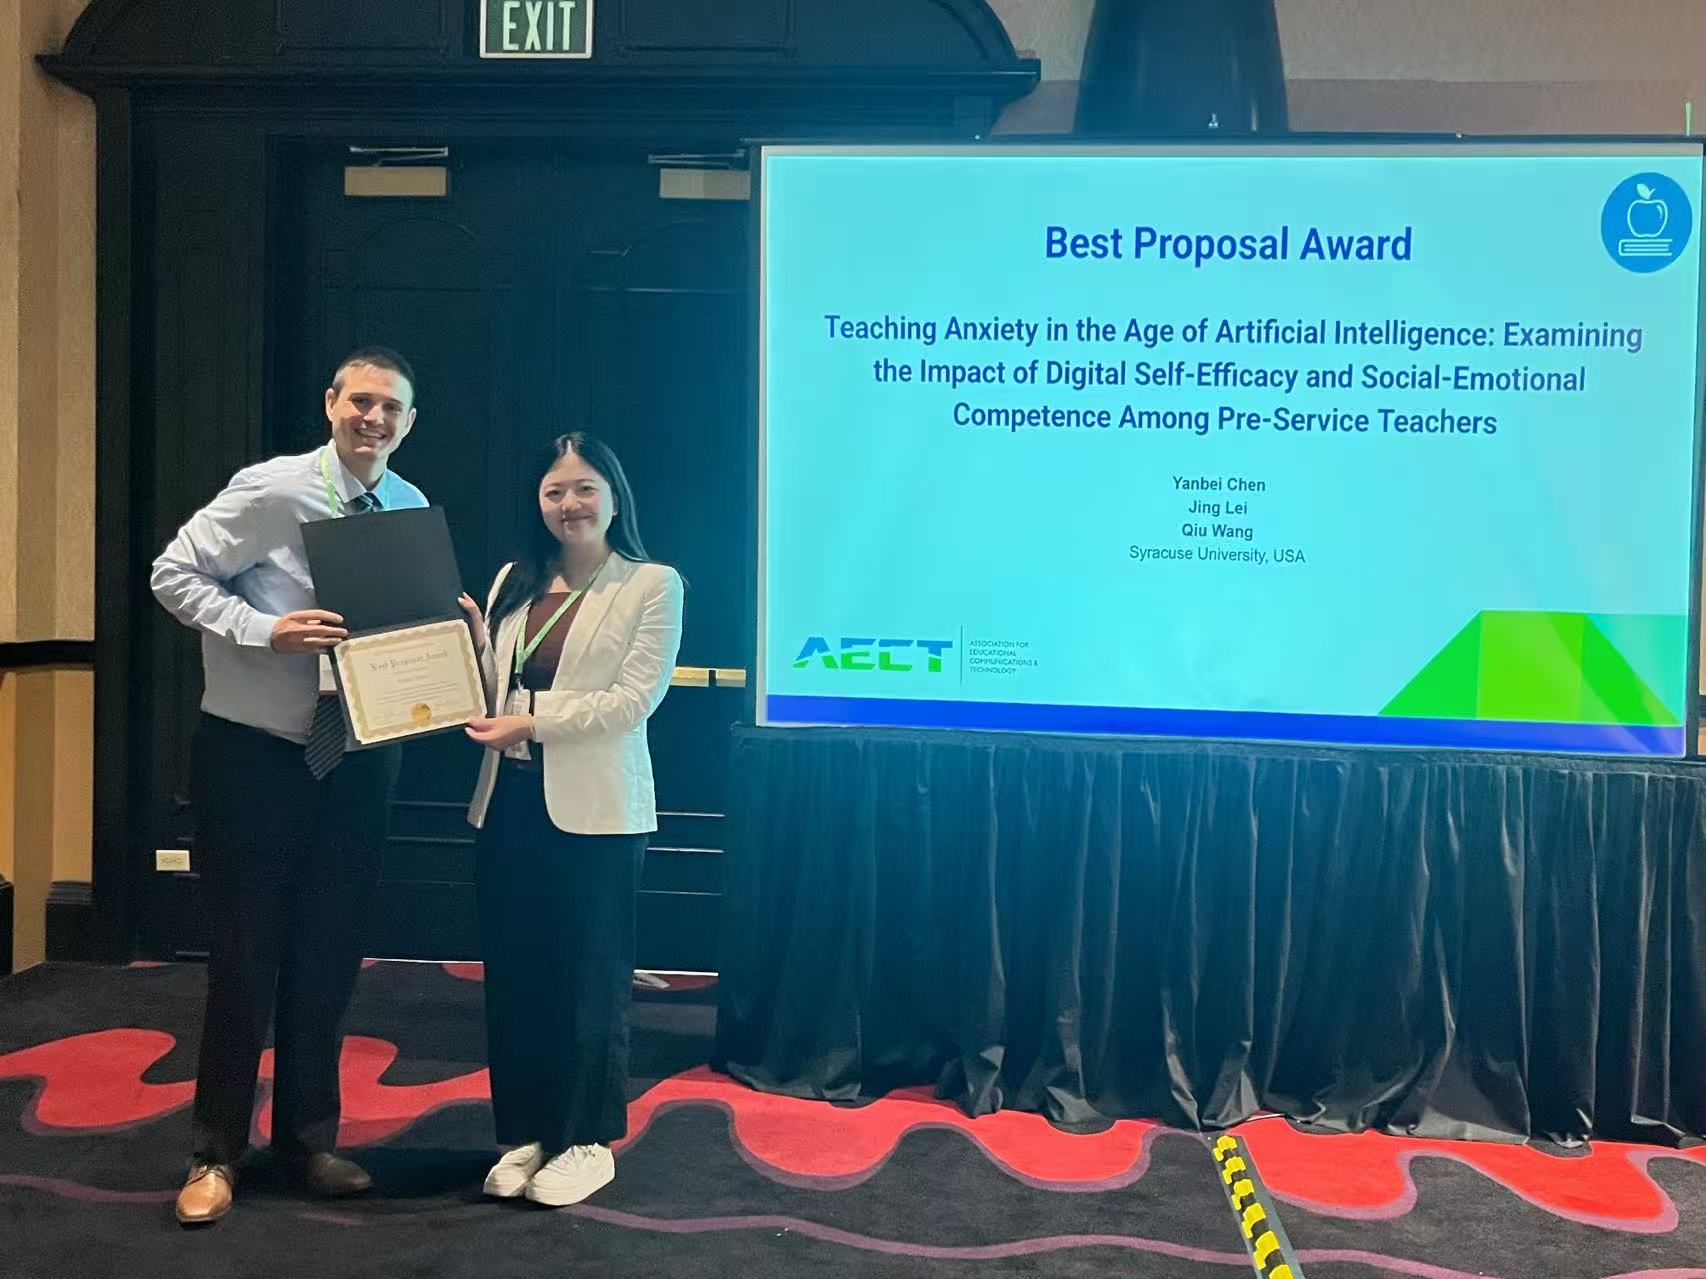 EXIT
Best Proposal Award
Teaching Anxiety in the Age of Artificial Intelligence: Examining
the Impact of Digital Self-Efficacy and Social-Emotional
Competence Among Pre-Service Teachers
Yanbei Chen
Jing Lei
Qiu Wang
Syracuse University, USA
AECT
ASSOCIATION FOR
EDUCATIONAL
COMMUNICATIONS &
TECHNOLOGY
Best Proposal Award